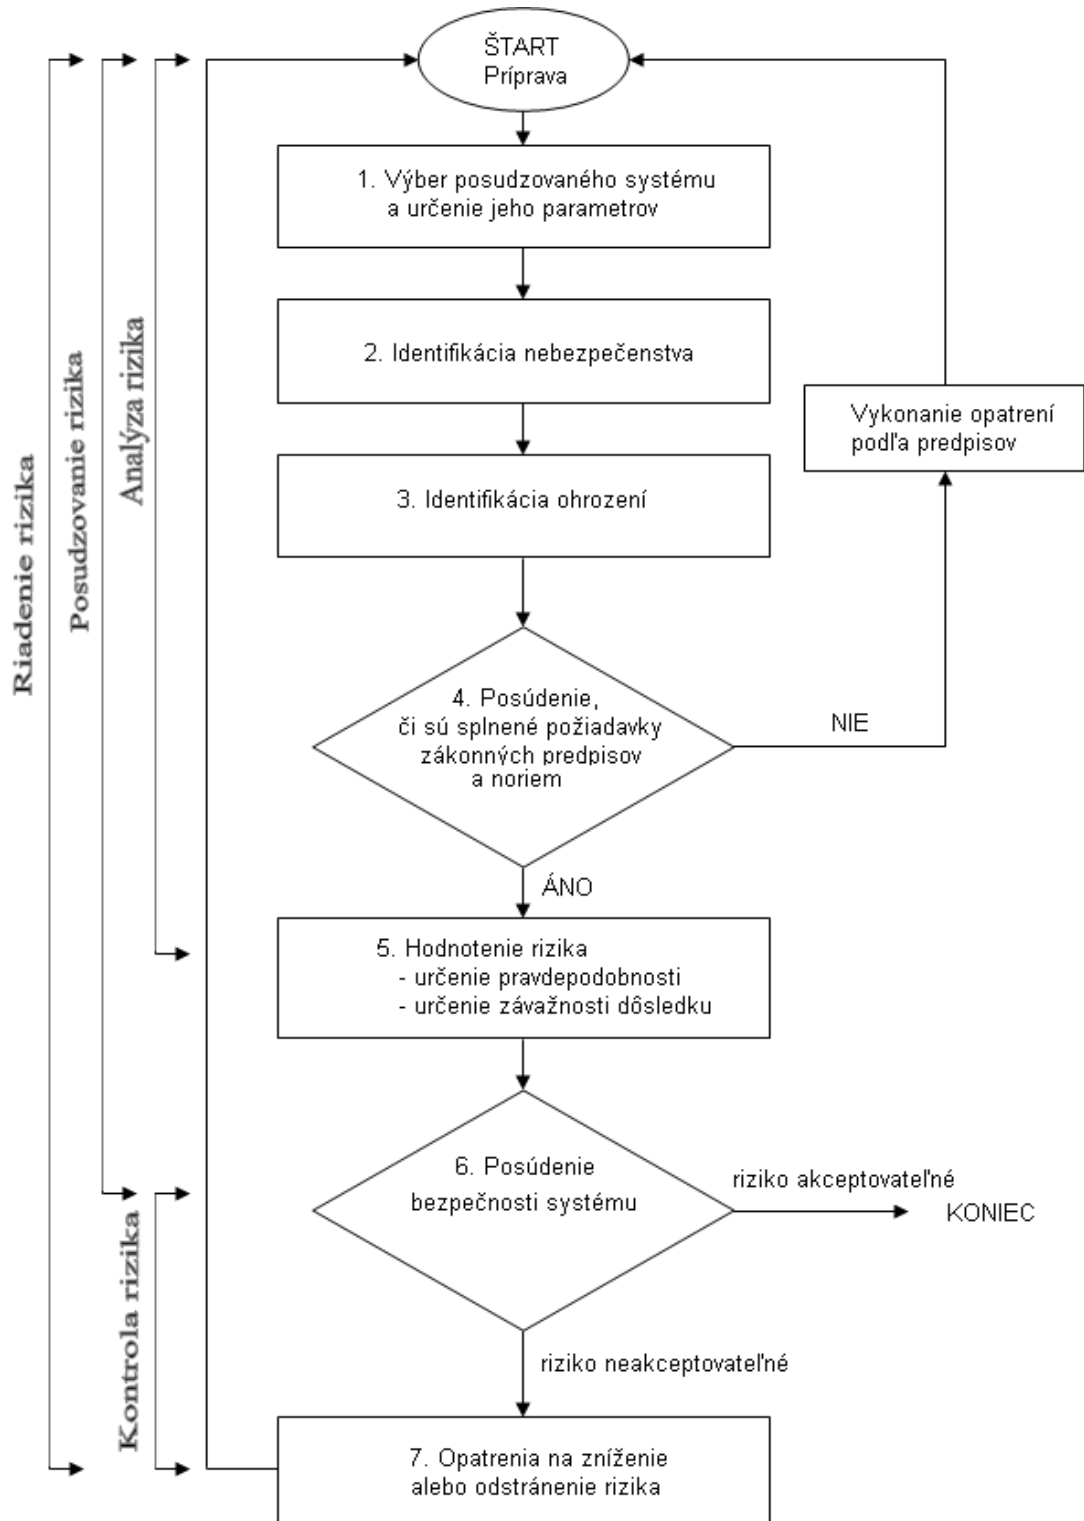 ŠTART
Príprava
1. Výber posudzovaného systému
a určenie jeho parametrov
2. Identifikácia nebezpečenstva
3. Identifikácia ohrození
Vykonanie opatrení
podľa predpisov
4. Posúdenie,
či sú splnené požiadavky
zákonných predpisov
a noriem
NIE
ÁNO
5. Hodnotenie rizika
- určenie pravdepodobnosti
- určenie závažnosti dôsledku
6. Posúdenie
bezpečnosti systému
riziko akceptovateľné
KONIEC
riziko neakceptovateľné
7. Opatrenia na zníženie
alebo odstránenie rizika
Riadenie rizika
Posudzovanie rizika
Analýza rizika
Kontrola rizika